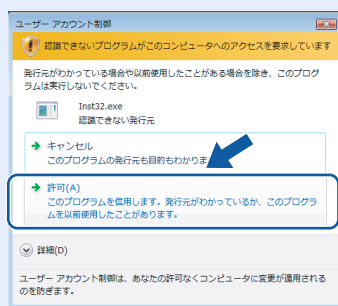 ユーザー アカウント制御
認識できないプログラムがこのコンピュータへのアクセスを要求しています
発行元がわかっている場合や以前使用したことがある場合を除き、このプログ
ラムは実行しないでください。
Inst32.exe
認識できない発行元
キャンセル
このプログラムの発行元も目的もわかりま
許可(A)
このプログラムを信用します。発行元がわかっているか、このプログラ
ムを以前使用したことがあります。
詳細(D)
ユーザー アカウント制御は、あなたの許可なくコンピュータに変更が適用される
のを防ぎます。